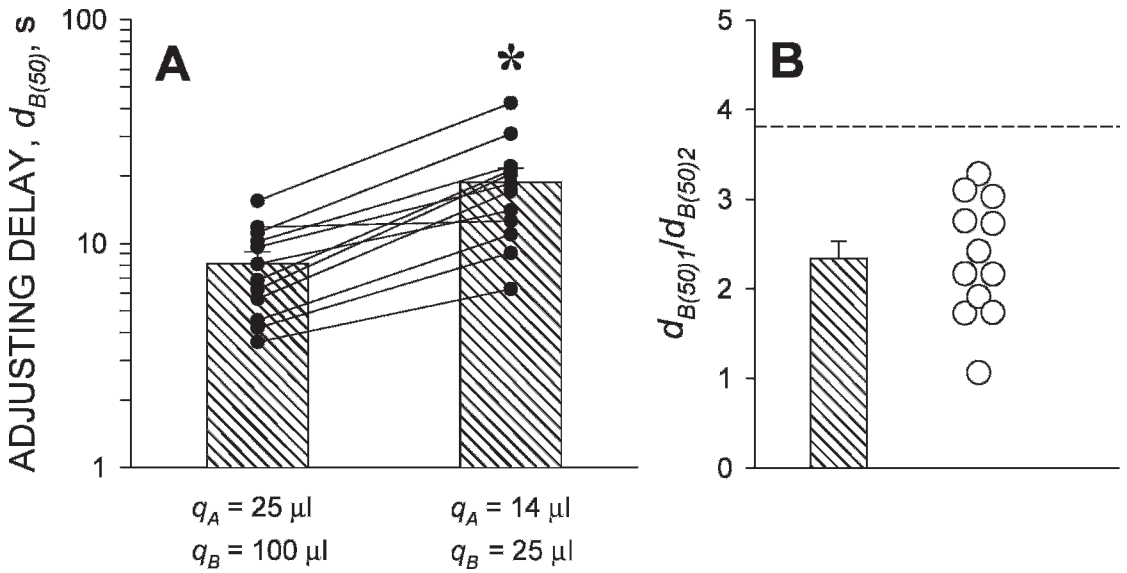 A
*
ADJUSTING DELAY, dB(50), s
100
10
1
qA = 25 μl
qB = 100 μl
qA = 14 μl
qB = 25 μl
B
dB(50)1/dB(50)2
5
4
3
2
1
0